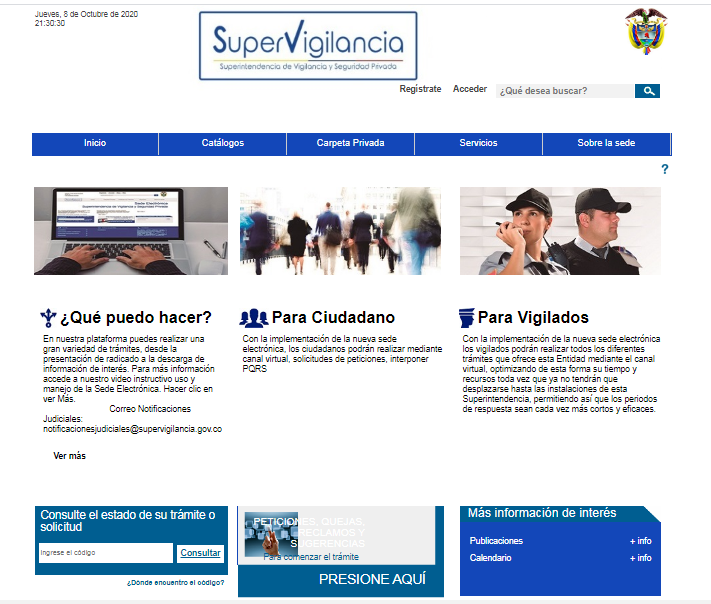 Jueves, 8 de Octubre de 2020
21:30:30
SuperVigilancia
Superintendencia de Vigilancia y Seguridad Privada
Registrate Acceder ¿Qué desea buscar?
Inicio Catálogos Carpeta Privada Servicios Sobre la sede
?
¿Qué puedo hacer?
En nuestra plataforma puedes realizar una
gran variedad de trámites, desde la
presentación de radicado a la descarga de
información de interés. Para más información
accede a nuestro video instructivo uso y
manejo de la Sede Electrónica. Hacer clic en
ver Más.
Correo Notificaciones
Judiciales:
notificacionesjudiciales@supervigilancia.gov.co
Ver más
Para Ciudadano
Con la implementación de la nueva sede
electrónica, los ciudadanos podrán realizar mediante
canal virtual, solicitudes de peticiones, interponer
PQRS
Para Vigilados
Con la implementación de la nueva sede electrónica
los vigilados podrán realizar todos los diferentes
trámites que ofrece esta Entidad mediante el canal
virtual, optimizando de esta forma su tiempo y
recursos toda vez que ya no tendrán que
desplazarse hasta las instalaciones de esta
Superintendencia, permitiendo así que los periodos
de respuesta sean cada vez más cortos y eficaces.
Consulte el estado de su trámite o
solicitud
Ingrese el código Consultar
¿Dónde encuentro el código?
PETICIONES, QUEJAS,
RECLAMOS Y
SUGERENCIAS
Para comenzar el trámite
PRESIONE AQUÍ
Más información de interés
Publicaciones + info
Calendario + info